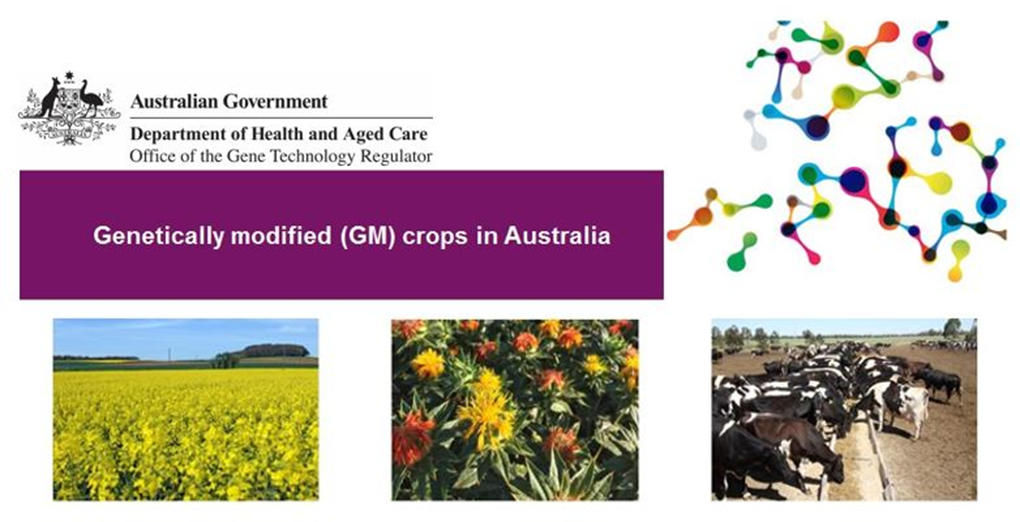 Australian Government
Department of Health and Aged Care
Office of the Gene Technology Regulator
Genetically modified (GM) crops in Australia